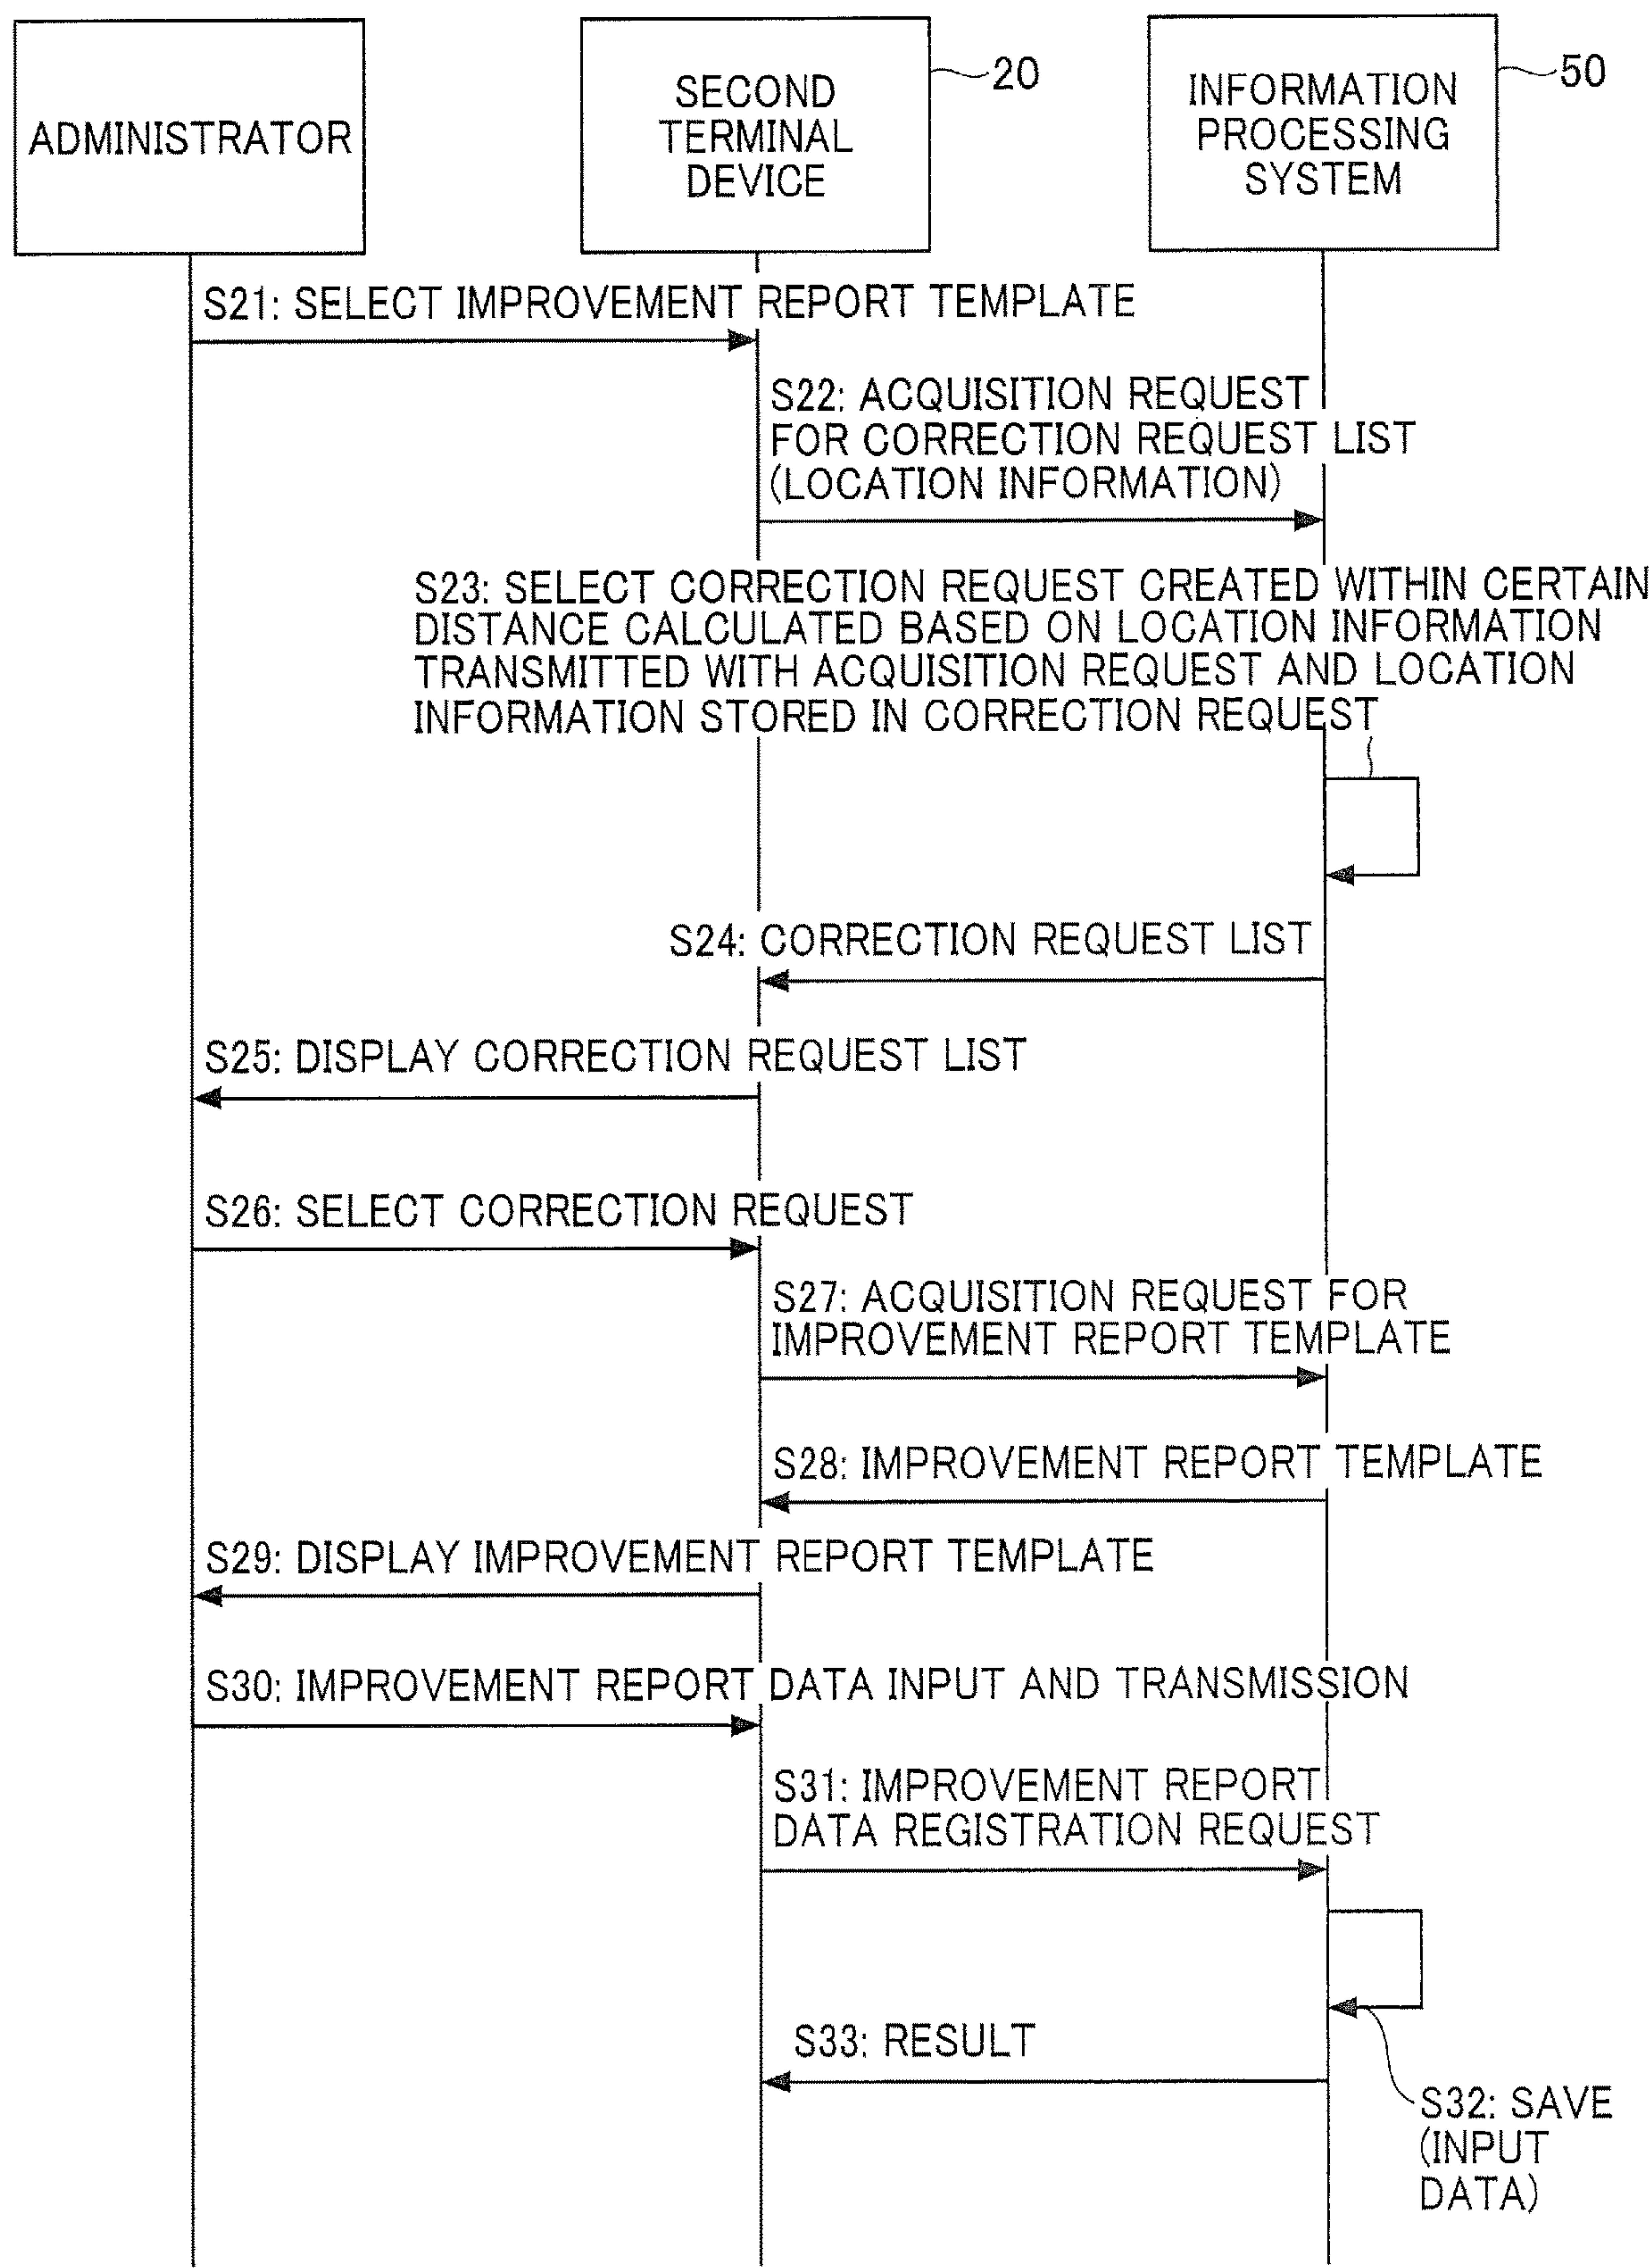 ADMINISTRATOR
SECOND
TERMINAL
DEVICE
20
INFORMATION
PROCESSING
SYSTEM
50
S21: SELECT IMPROVEMENT REPORT TEMPLATE
S22: ACQUISITION REQUEST
FOR CORRECTION REQUEST LIST
(LOCATION INFORMATION)
S23: SELECT CORRECTION REQUEST CREATED WITHIN CERTAIN
DISTANCE CALCULATED BASED ON LOCATION INFORMATION
TRANSMITTED WITH ACQUISITION REQUEST AND LOCATION
INFORMATION STORED IN CORRECTION REQUEST
S24: CORRECTION REQUEST LIST
S25: DISPLAY CORRECTION REQUEST LIST
S26: SELECT CORRECTION REQUEST
S27: ACQUISITION REQUEST FOR
IMPROVEMENT REPORT TEMPLATE
S28: IMPROVEMENT REPORT TEMPLATE
S29: DISPLAY IMPROVEMENT REPORT TEMPLATE
S30: IMPROVEMENT REPORT DATA INPUT AND TRANSMISSION
S31: IMPROVEMENT REPORT
DATA REGISTRATION REQUEST
S33: RESULT
S32: SAVE
(INPUT
DATA)